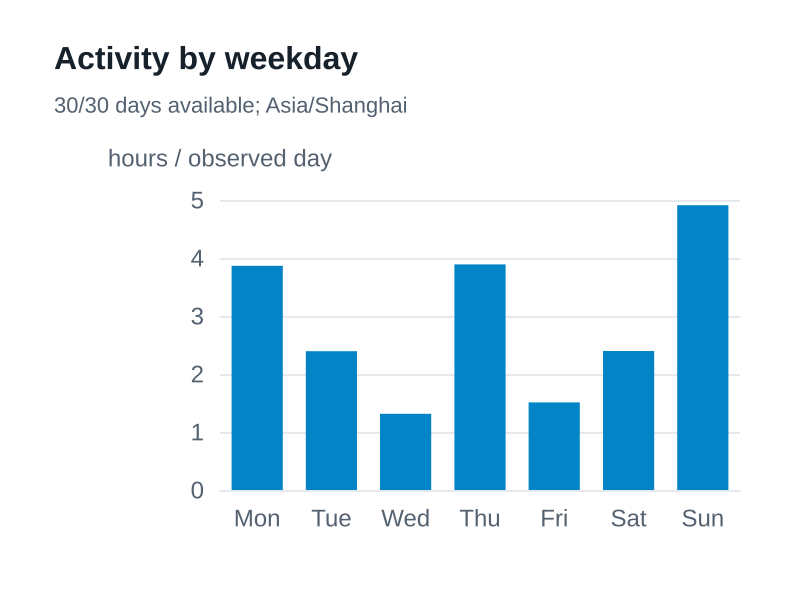 Activity by weekday
30/30 days available; Asia/Shanghai
hours / observed day
5
4
3
2
1
0
Mon Tue Wed Thu Fri Sat Sun